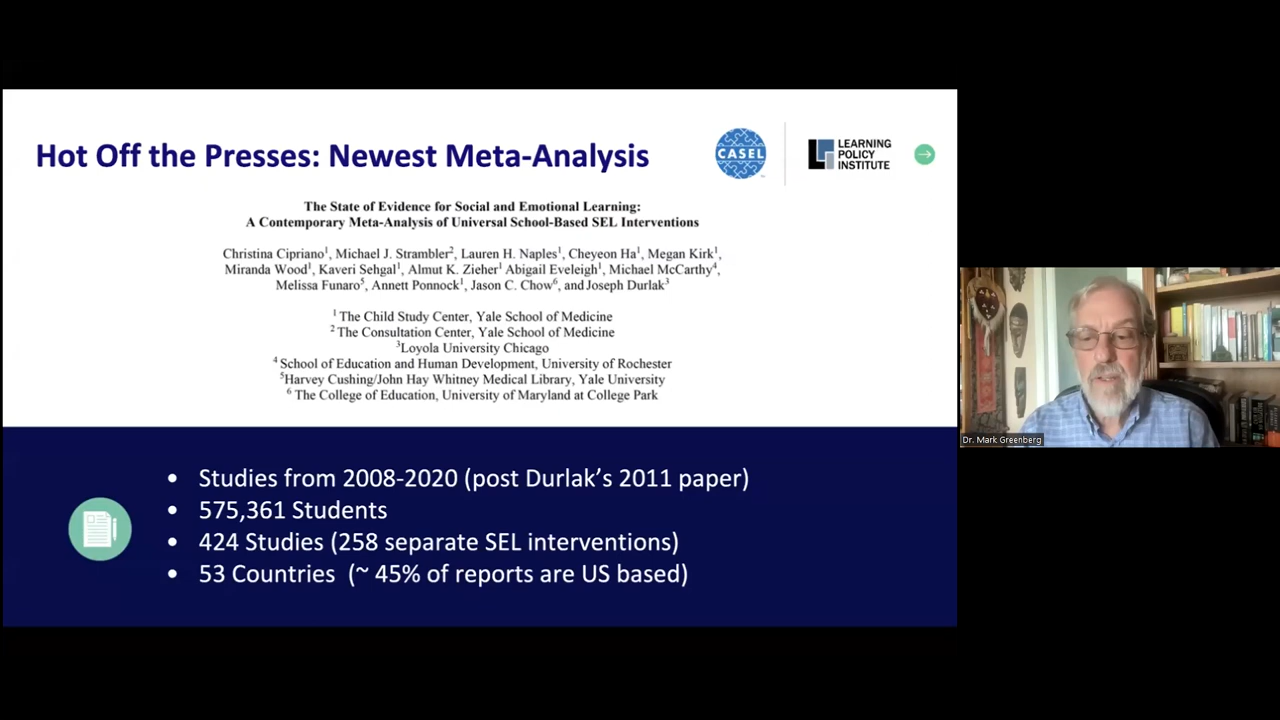 Hot Off the Presses: Newest Meta-Analysis
CASEL
LEARNING
POLICY
INSTITUTE
The State of Evidence for Social and Emotional Learning:
A Contemporary Meta-Analysis of Universal School-Based SEL Interventions
Christina Cipriano¹, Michael J. Strambler², Lauren H. Naples¹, Cheyeon Ha¹, Megan Kirk¹,
Miranda Wood¹, Kaveri Sehgal¹, Almut K. Zieher¹ Abigail Eveleigh¹, Michael McCarthy⁴,
Melissa Funaro⁵, Annett Ponnock¹, Jason C. Chow⁶, and Joseph Durlak³
¹ The Child Study Center, Yale School of Medicine
² The Consultation Center, Yale School of Medicine
³Loyola University Chicago
⁴ School of Education and Human Development, University of Rochester
⁵Harvey Cushing/John Hay Whitney Medical Library, Yale University
⁶ The College of Education, University of Maryland at College Park
• Studies from 2008-2020 (post Durlak’s 2011 paper)
• 575,361 Students
• 424 Studies (258 separate SEL interventions)
• 53 Countries (~ 45% of reports are US based)
Dr. Mark Greenberg